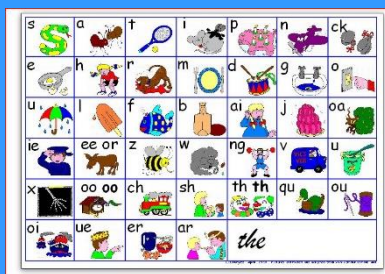 s a t i p n ck
e h r m d g o
u l f b ai j oa
ie ee or z w ng v u
x oo oo ch sh th th qu ou
oi ue er ar the